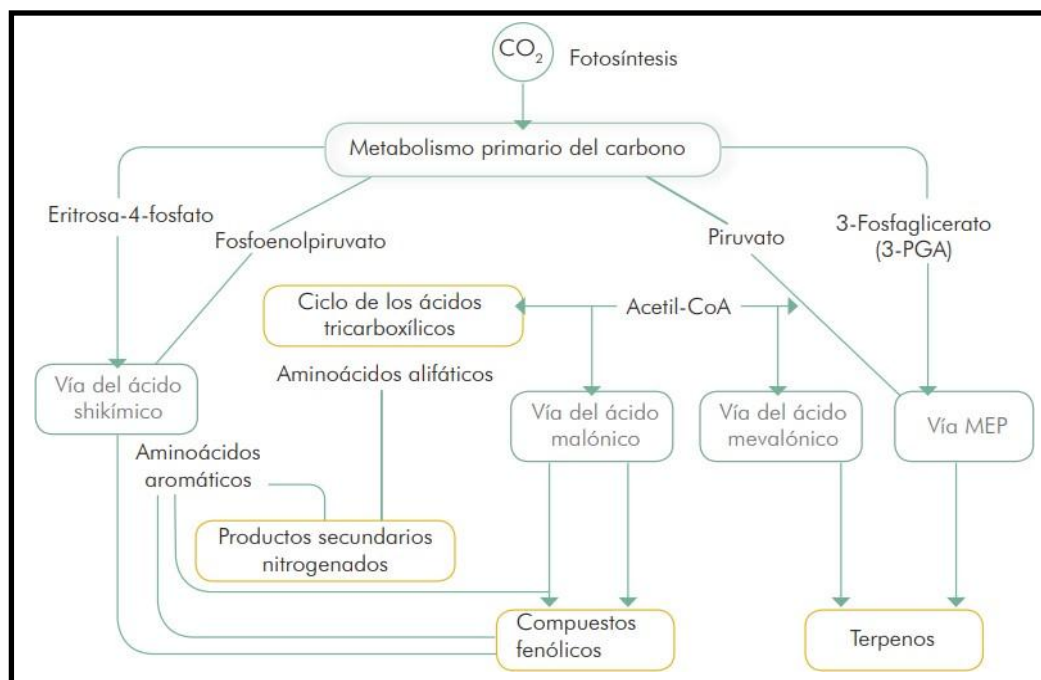 CO2
Fotosíntesis
Metabolismo primario del carbono
Eritrosa-4-fosfato
Fosfoenolpiruvato
Piruvato
3-Fosfaglicerato
(3-PGA)
Ciclo de los ácidos
tricarboxílicos
Acetil-CoA
Aminoácidos alifáticos
Vía del ácido
shikímico
Vía del ácido
malónico
Vía del ácido
mevalónico
Vía MEP
Aminoácidos
aromáticos
Productos secundarios
nitrogenados
Compuestos
fenólicos
Terpenos